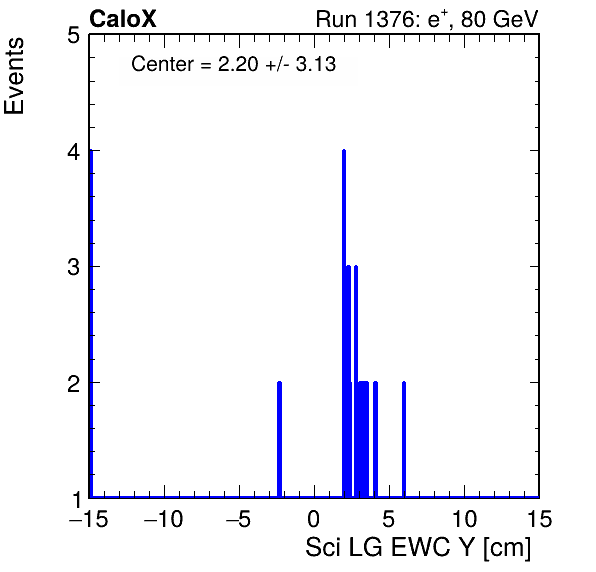 CaloX Run 1376: e⁺, 80 GeV
Center = 2.20 +/- 3.13
Events
5
4
3
2
1
−15 −10 −5 0 5 10 15
Sci LG EWC Y [cm]